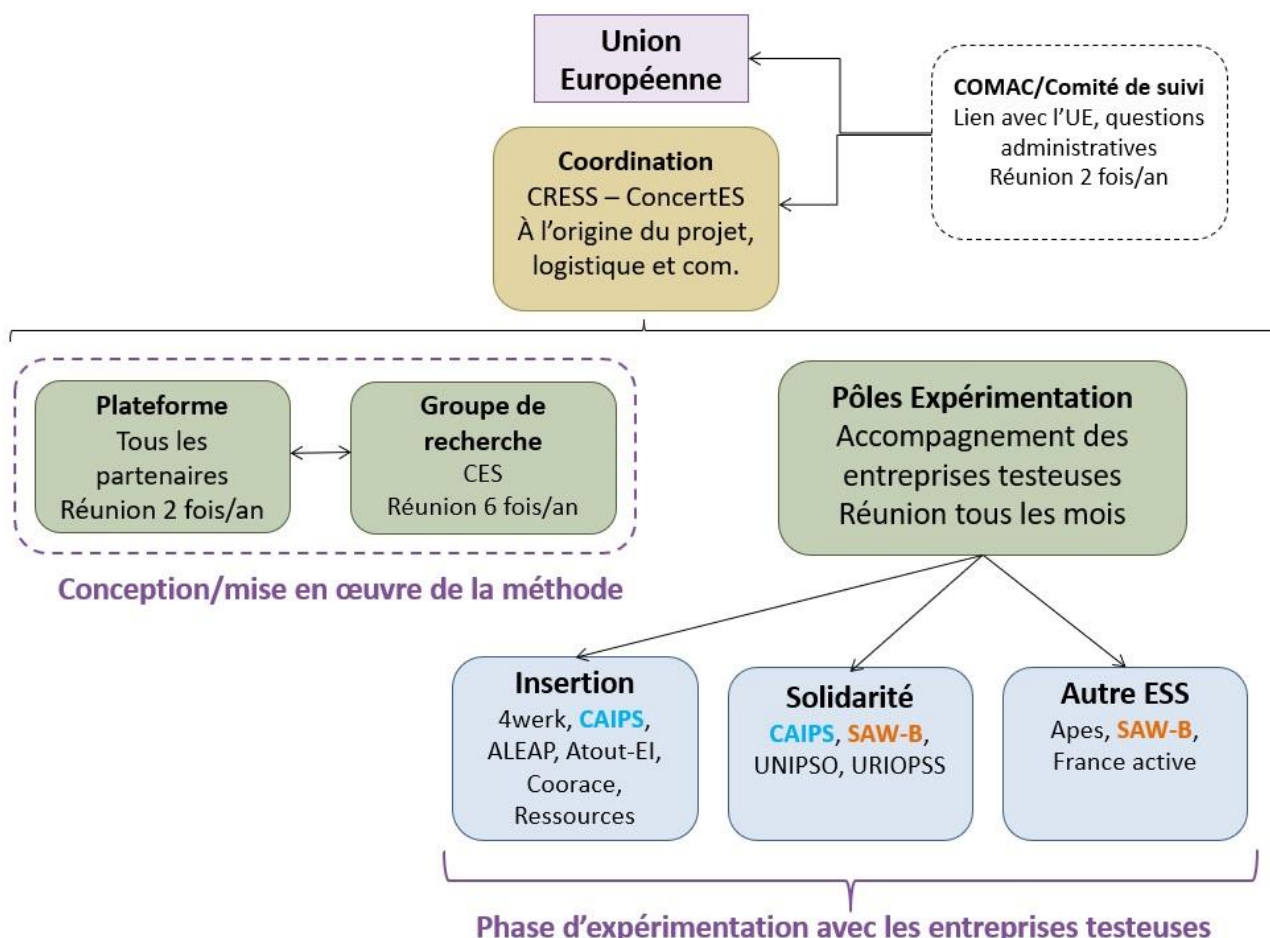 Union
Européenne
COMAC/Comité de suivi
Lien avec l’UE, questions
administratives
Réunion 2 fois/an
Coordination
CRESS – ConcertES
À l’origine du projet,
logistique et com.
Plateforme
Tous les
partenaires
Réunion 2 fois/an
Groupe de
recherche
CES
Réunion 6 fois/an
Conception/mise en œuvre de la méthode
Pôles Expérimentation
Accompagnement des
entreprises testeuses
Réunion tous les mois
Insertion
4werk, CAIPS,
ALEAP, Atout-EI,
Coorace,
Ressources
Solidarité
CAIPS, SAW-B,
UNIPSO, URIOPSS
Autre ESS
Apes, SAW-B,
France active
Phase d’expérimentation avec les entreprises testeuses